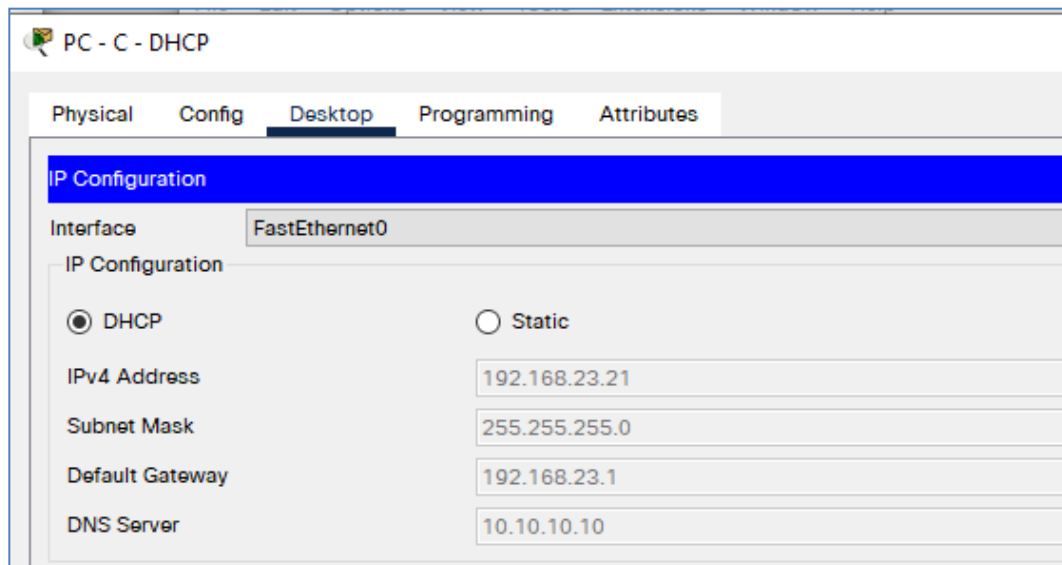 PC - C - DHCP
Physical Config Desktop Programming Attributes
IP Configuration
Interface FastEthernet0
IP Configuration
DHCP Static
IPv4 Address 192.168.23.21
Subnet Mask 255.255.255.0
Default Gateway 192.168.23.1
DNS Server 10.10.10.10